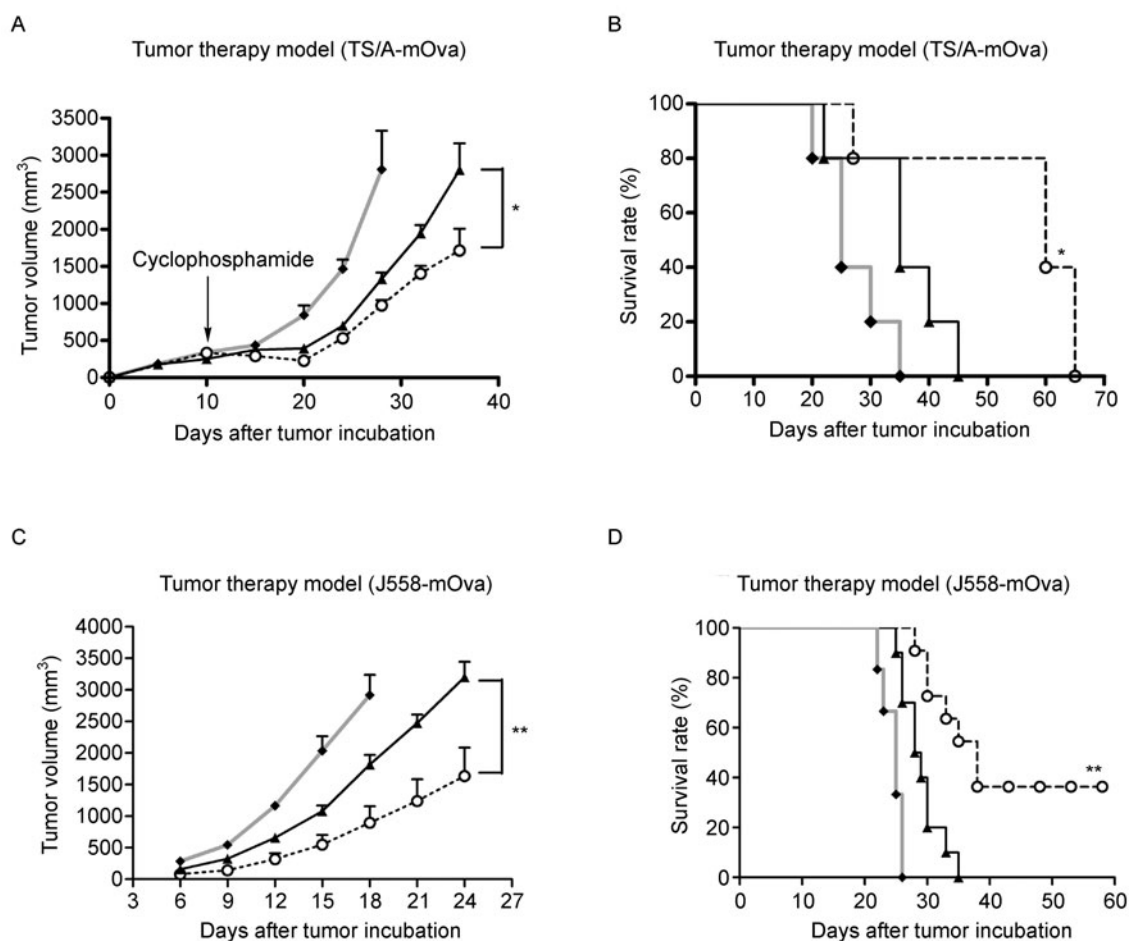 A
Tumor therapy model (TS/A-mOva)
3500
3000
2500
2000
1500
1000
500
0
Tumor volume (mm³)
Cyclophosphamide
*
0 10 20 30 40
Days after tumor incubation
B
Tumor therapy model (TS/A-mOva)
100
80
60
40
20
0
Survival rate (%)
*
0 10 20 30 40 50 60 70
Days after tumor incubation
C
Tumor therapy model (J558-mOva)
4000
3500
3000
2500
2000
1500
1000
500
0
Tumor volume (mm³)
**
3 6 9 12 15 18 21 24 27
Days after tumor incubation
D
Tumor therapy model (J558-mOva)
100
80
60
40
20
0
Survival rate (%)
**
0 10 20 30 40 50 60
Days after tumor incubation